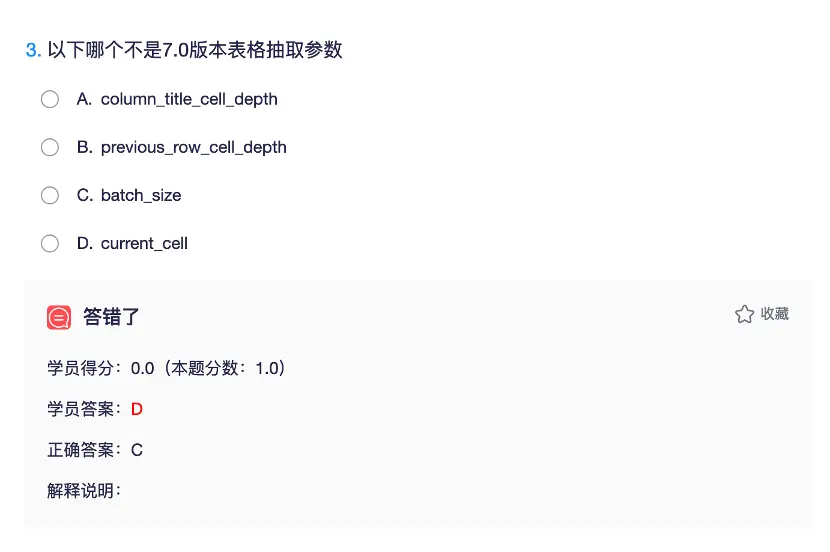 3. 以下哪个不是7.0版本表格抽取参数
A. column_title_cell_depth
B. previous_row_cell_depth
C. batch_size
D. current_cell
答错了
收藏
学员得分：0.0（本题分数：1.0）
学员答案：D
正确答案：C
解释说明：